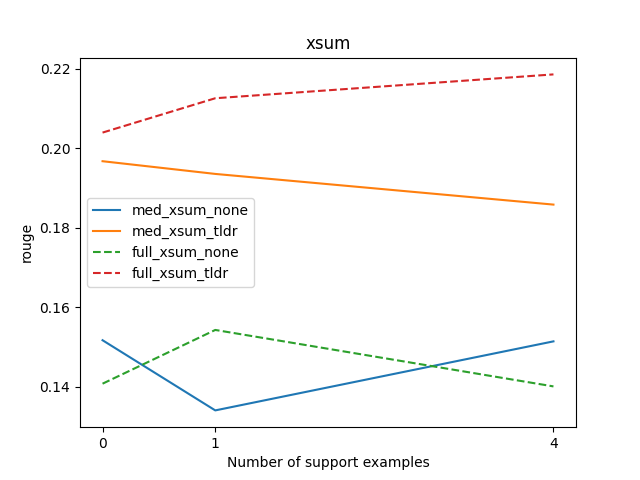 xsum
0.22
0.20
0.18
0.16
0.14
rouge
med_xsum_none
med_xsum_tldr
full_xsum_none
full_xsum_tldr
0 1 4
Number of support examples